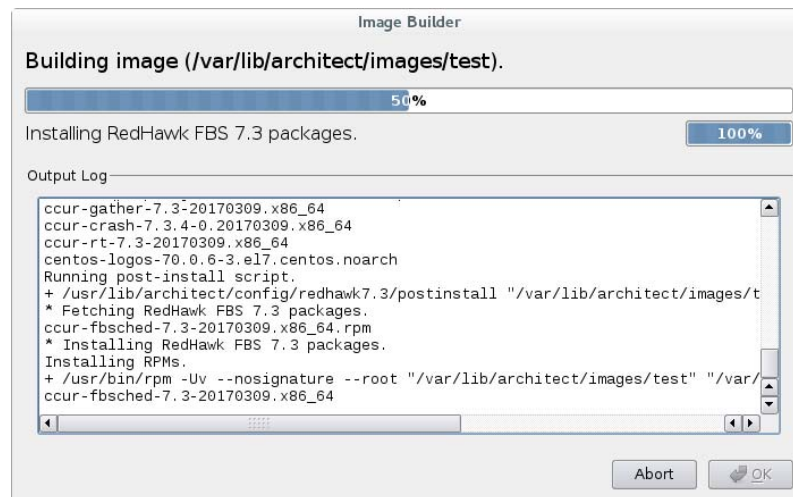 Image Builder
Building image (/var/lib/architect/images/test).
50%
Installing RedHawk FBS 7.3 packages.
100%
Output Log
ccur-gather-7.3-20170309.x86_64
ccur-crash-7.3.4-0.20170309.x86_64
ccur-rt-7.3-20170309.x86_64
centos-logos-70.0.6-3.el7.centos.noarch
Running post-install script.
+ /usr/lib/architect/config/redhawk7.3/postinstall "/var/lib/architect/images/t
* Fetching RedHawk FBS 7.3 packages.
ccur-fbsched-7.3-20170309.x86_64.rpm
* Installing RedHawk FBS 7.3 packages.
Installing RPMs.
+ /usr/bin/rpm -Uv --nosignature --root "/var/lib/architect/images/test" "/var/
ccur-fbsched-7.3-20170309.x86_64
Abort
OK